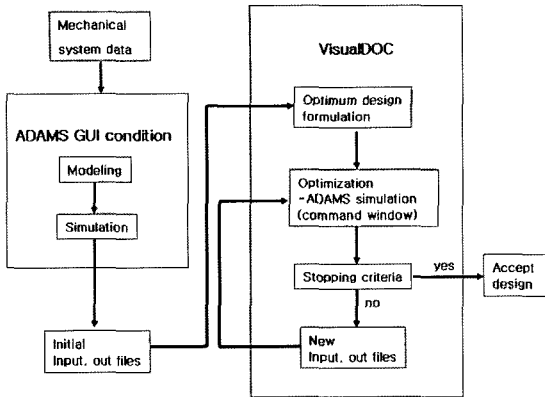 Mechanical
system data
ADAMS GUI condition
Modeling
Simulation
Initial
Input, out files
VisualDOC
Optimum design
formulation
Optimization
-ADAMS simulation
(command window)
Stopping criteria
yes
no
New
Input, out files
Accept
design